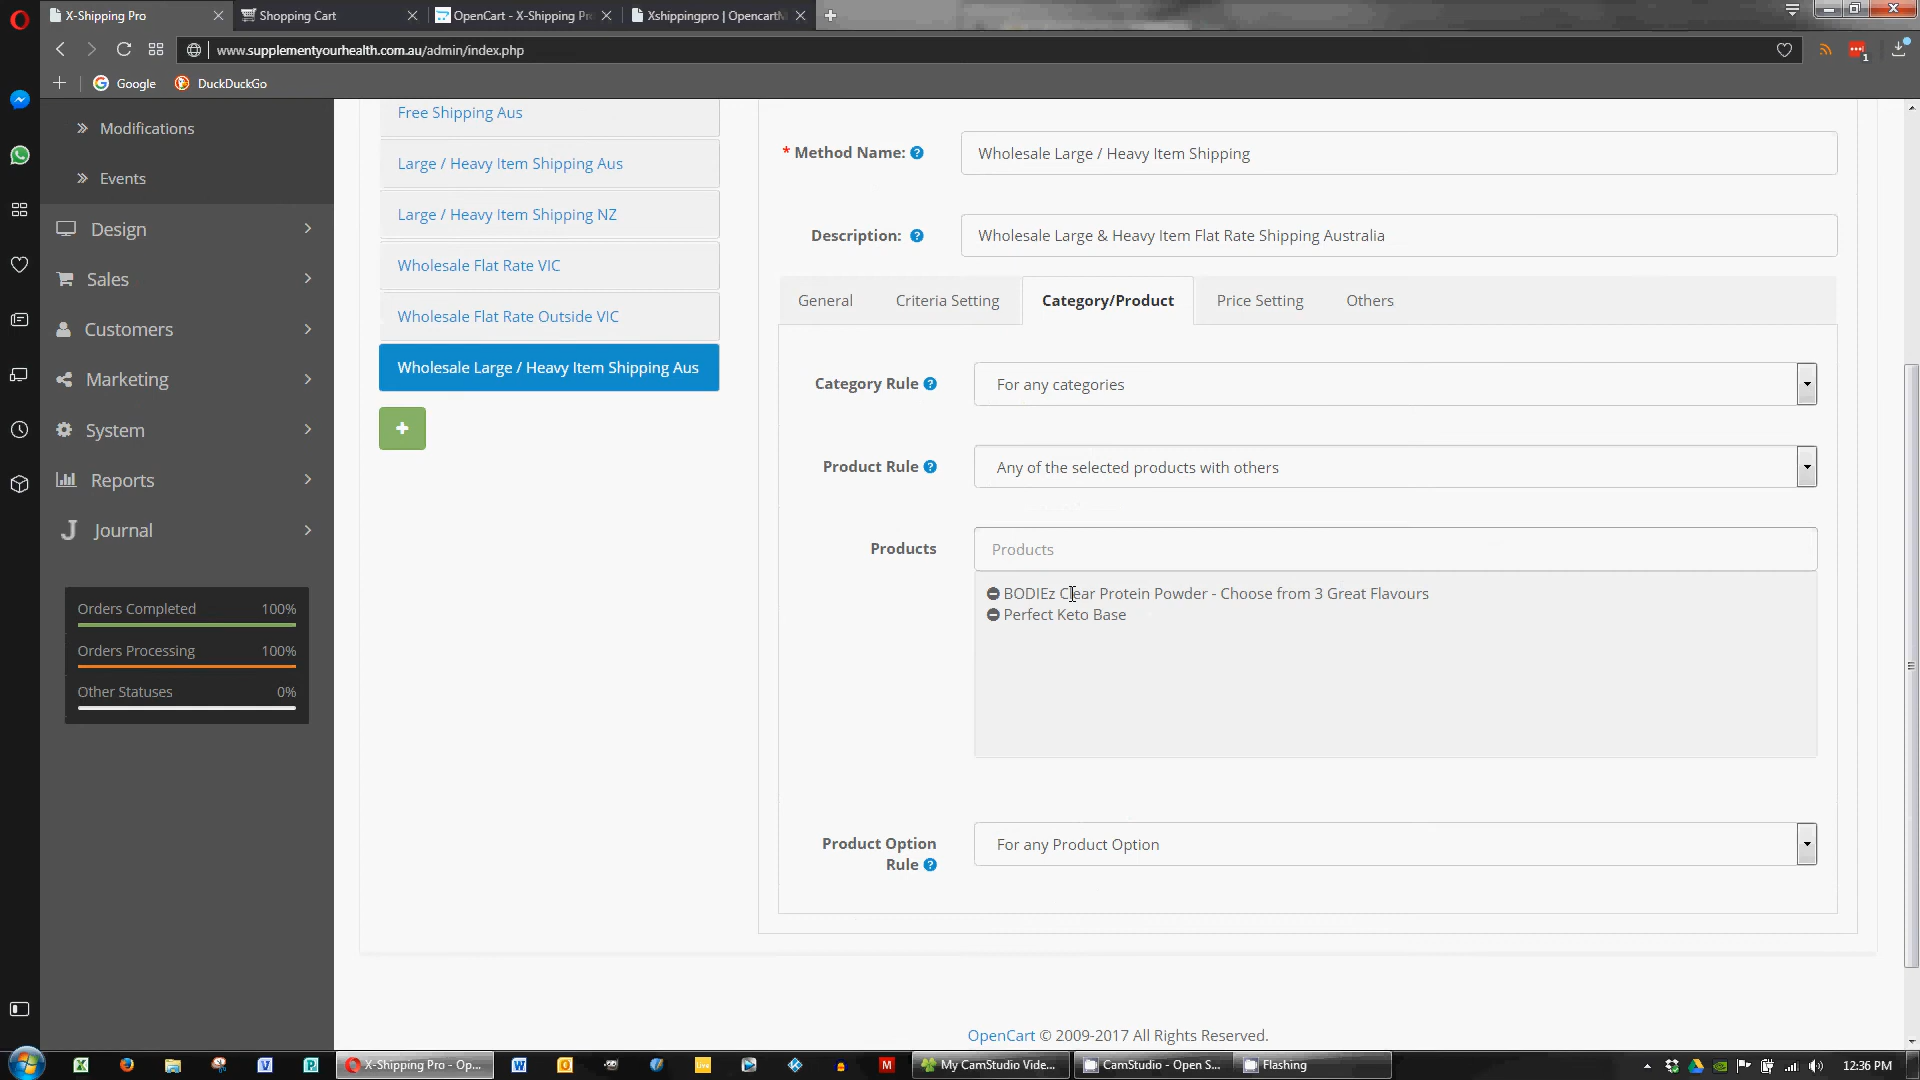 X-Shipping Pro
Shopping Cart
OpenCart - X-Shipping Pr
Xshippingpro | OpencartM
www.supplementyourhealth.com.au/admin/index.php
1
Google
DuckDuckGo
Modifications
Events
Design
Sales
Customers
Marketing
System
Reports
Journal
Orders Completed 100%
Orders Processing 100%
Other Statuses 0%
Free Shipping Aus
Large / Heavy Item Shipping Aus
Large / Heavy Item Shipping NZ
Wholesale Flat Rate VIC
Wholesale Flat Rate Outside VIC
Wholesale Large / Heavy Item Shipping Aus
* Method Name: Wholesale Large / Heavy Item Shipping
Description: Wholesale Large & Heavy Item Flat Rate Shipping Australia
General Criteria Setting Category/Product Price Setting Others
Category Rule For any categories
Product Rule Any of the selected products with others
Products Products
BODIEz Clear Protein Powder - Choose from 3 Great Flavours
Perfect Keto Base
Product Option Rule For any Product Option
OpenCart © 2009-2017 All Rights Reserved.
X-Shipping Pro - Op...
My CamStudio Vide...
CamStudio - Open S...
Flashing
12:36 PM